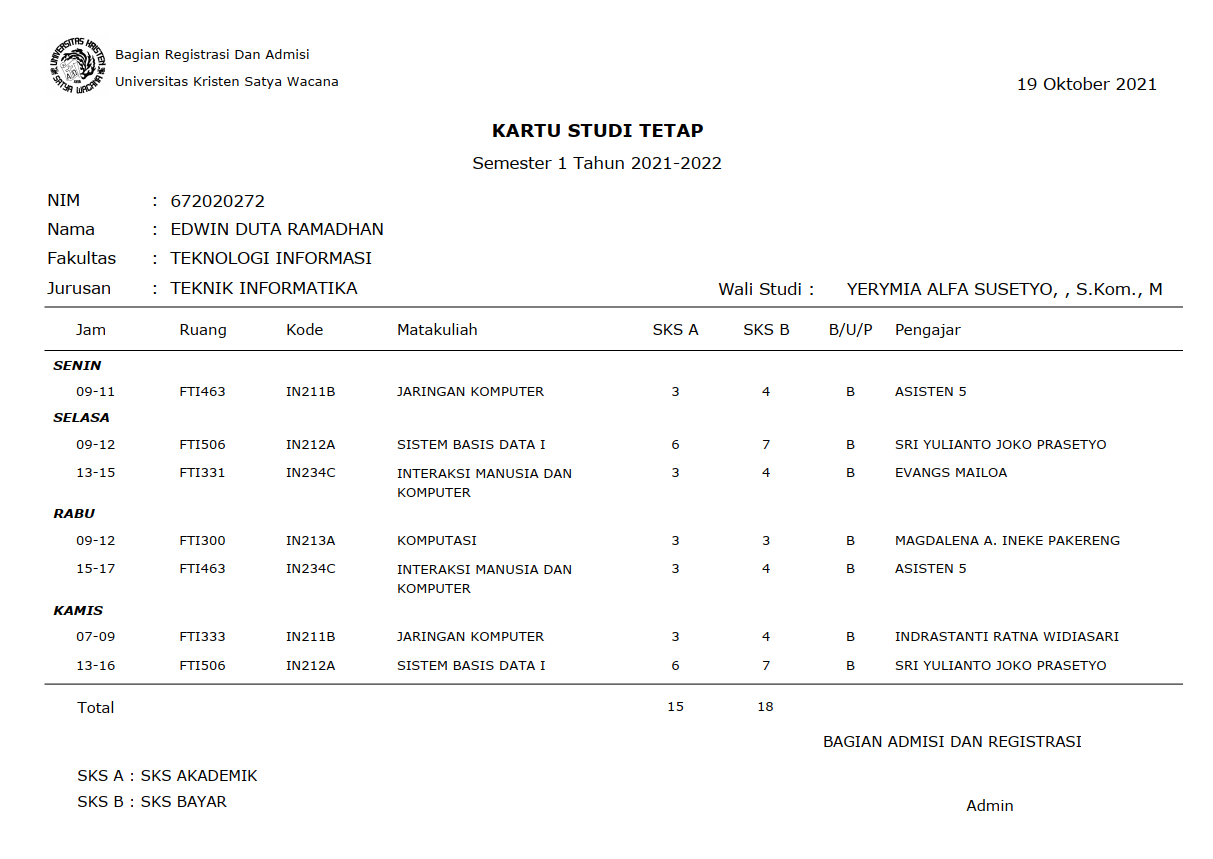 UNIVERSITAS KRISTEN SATYA WACANA
Bagian Registrasi Dan Admisi
Universitas Kristen Satya Wacana
19 Oktober 2021
KARTU STUDI TETAP
Semester 1 Tahun 2021-2022
NIM : 672020272
Nama : EDWIN DUTA RAMADHAN
Fakultas : TEKNOLOGI INFORMASI
Jurusan : TEKNIK INFORMATIKA Wali Studi : YERYMIA ALFA SUSETYO, , S.Kom., M
Jam Ruang Kode Matakuliah SKS A SKS B B/U/P Pengajar
SENIN
09-11 FTI463 IN211B JARINGAN KOMPUTER 3 4 B ASISTEN 5
SELASA
09-12 FTI506 IN212A SISTEM BASIS DATA I 6 7 B SRI YULIANTO JOKO PRASETYO
13-15 FTI331 IN234C INTERAKSI MANUSIA DAN 3 4 B EVANGS MAILOA
KOMPUTER
RABU
09-12 FTI300 IN213A KOMPUTASI 3 3 B MAGDALENA A. INEKE PAKERENG
15-17 FTI463 IN234C INTERAKSI MANUSIA DAN 3 4 B ASISTEN 5
KOMPUTER
KAMIS
07-09 FTI333 IN211B JARINGAN KOMPUTER 3 4 B INDRASTANTI RATNA WIDIASARI
13-16 FTI506 IN212A SISTEM BASIS DATA I 6 7 B SRI YULIANTO JOKO PRASETYO
Total 15 18
BAGIAN ADMISI DAN REGISTRASI
SKS A : SKS AKADEMIK
SKS B : SKS BAYAR
Admin